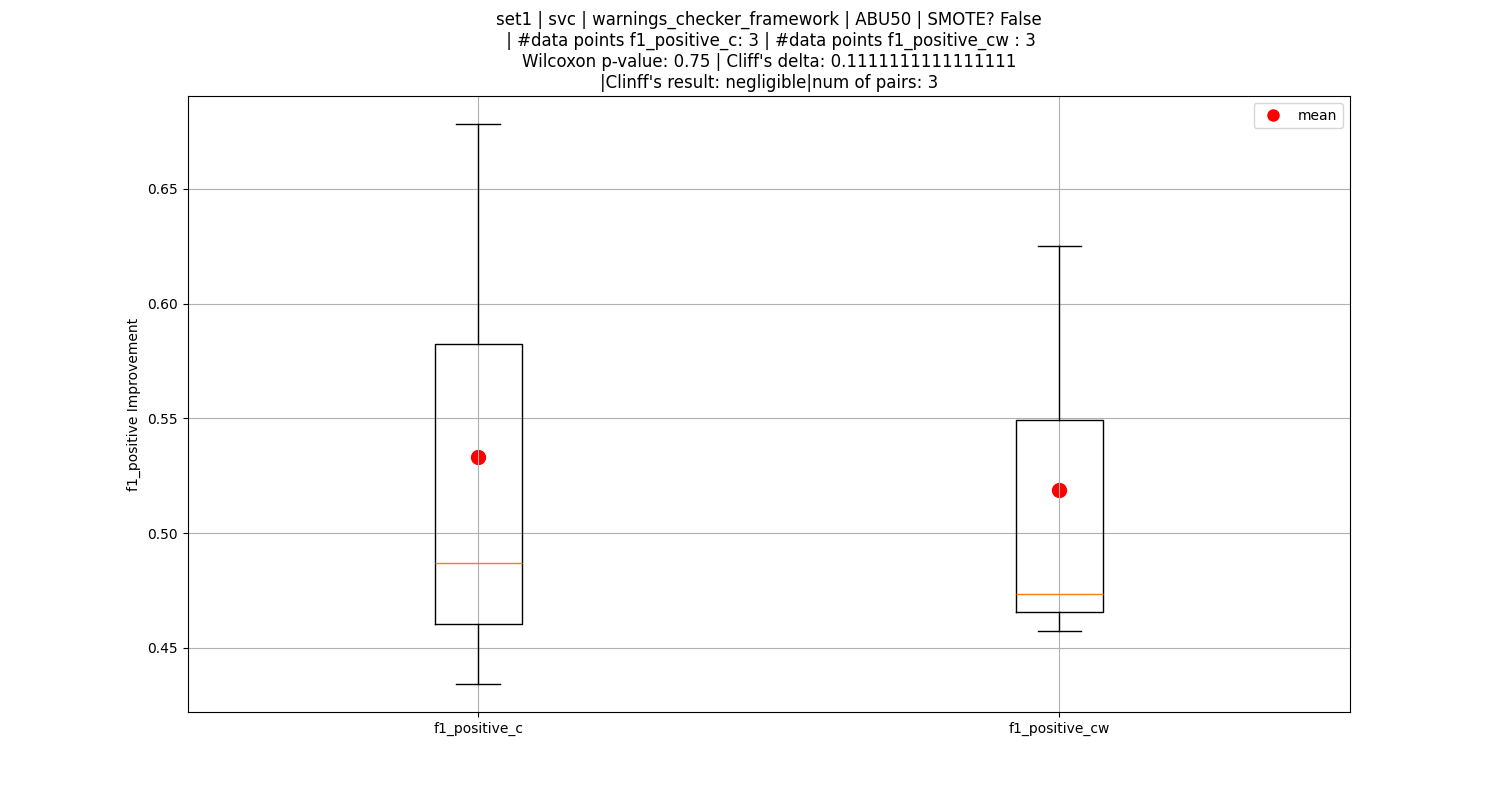 set1 | svc | warnings_checker_framework | ABU50 | SMOTE? False
| #data points f1_positive_c: 3 | #data points f1_positive_cw : 3
Wilcoxon p-value: 0.75 | Cliff's delta: 0.1111111111111111
|Clinff's result: negligible|num of pairs: 3
mean
0.65
0.60
0.55
0.50
0.45
f1_positive Improvement
f1_positive_c
f1_positive_cw